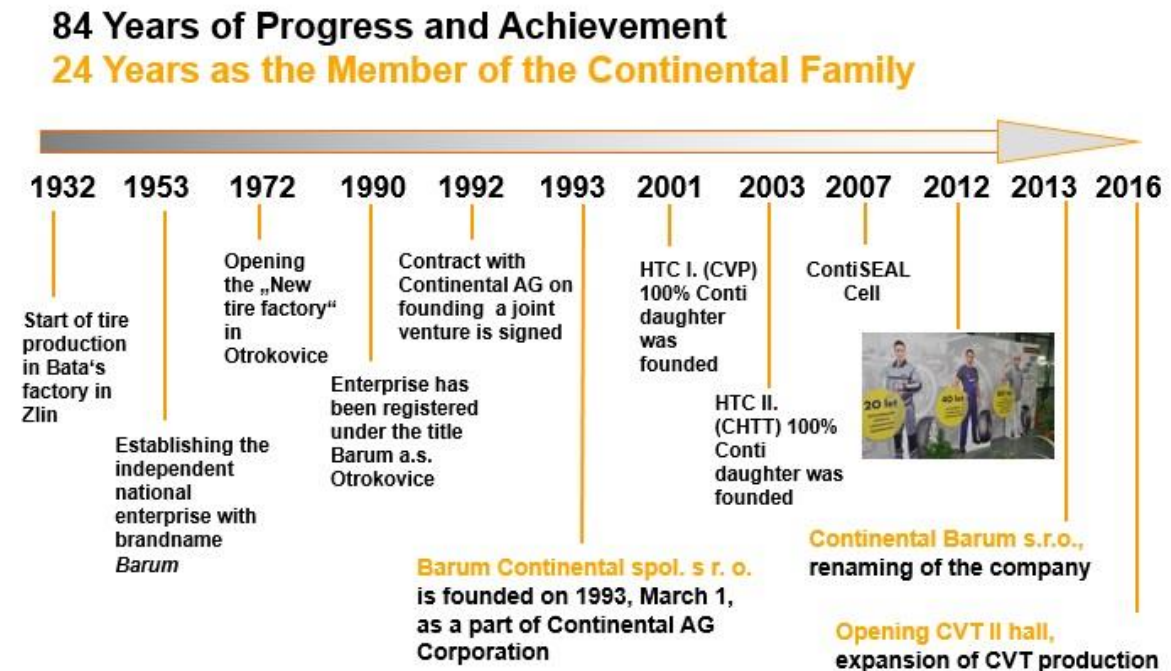 84 Years of Progress and Achievement
24 Years as the Member of the Continental Family
1932 1953 1972 1990 1992 1993 2001 2003 2007 2012 2013 2016
Start of tire
production
in Bata‘s
factory in
Zlin
Establishing the
independent
national
enterprise with
brandname
Barum
Opening
the „New
tire factory“
in
Otrokovice
Enterprise has
been registered
under the title
Barum a.s.
Otrokovice
Contract with
Continental AG on
founding a joint
venture is signed
Barum Continental spol. s r. o.
is founded on 1993, March 1,
as a part of Continental AG
Corporation
HTC I. (CVP)
100% Conti
daughter
was
founded
HTC II.
(CHTT) 100%
Conti
daughter was
founded
ContiSEAL
Cell
20 let
40 let
Continental Barum s.r.o.,
renaming of the company
Opening CVT II hall,
expansion of CVT production